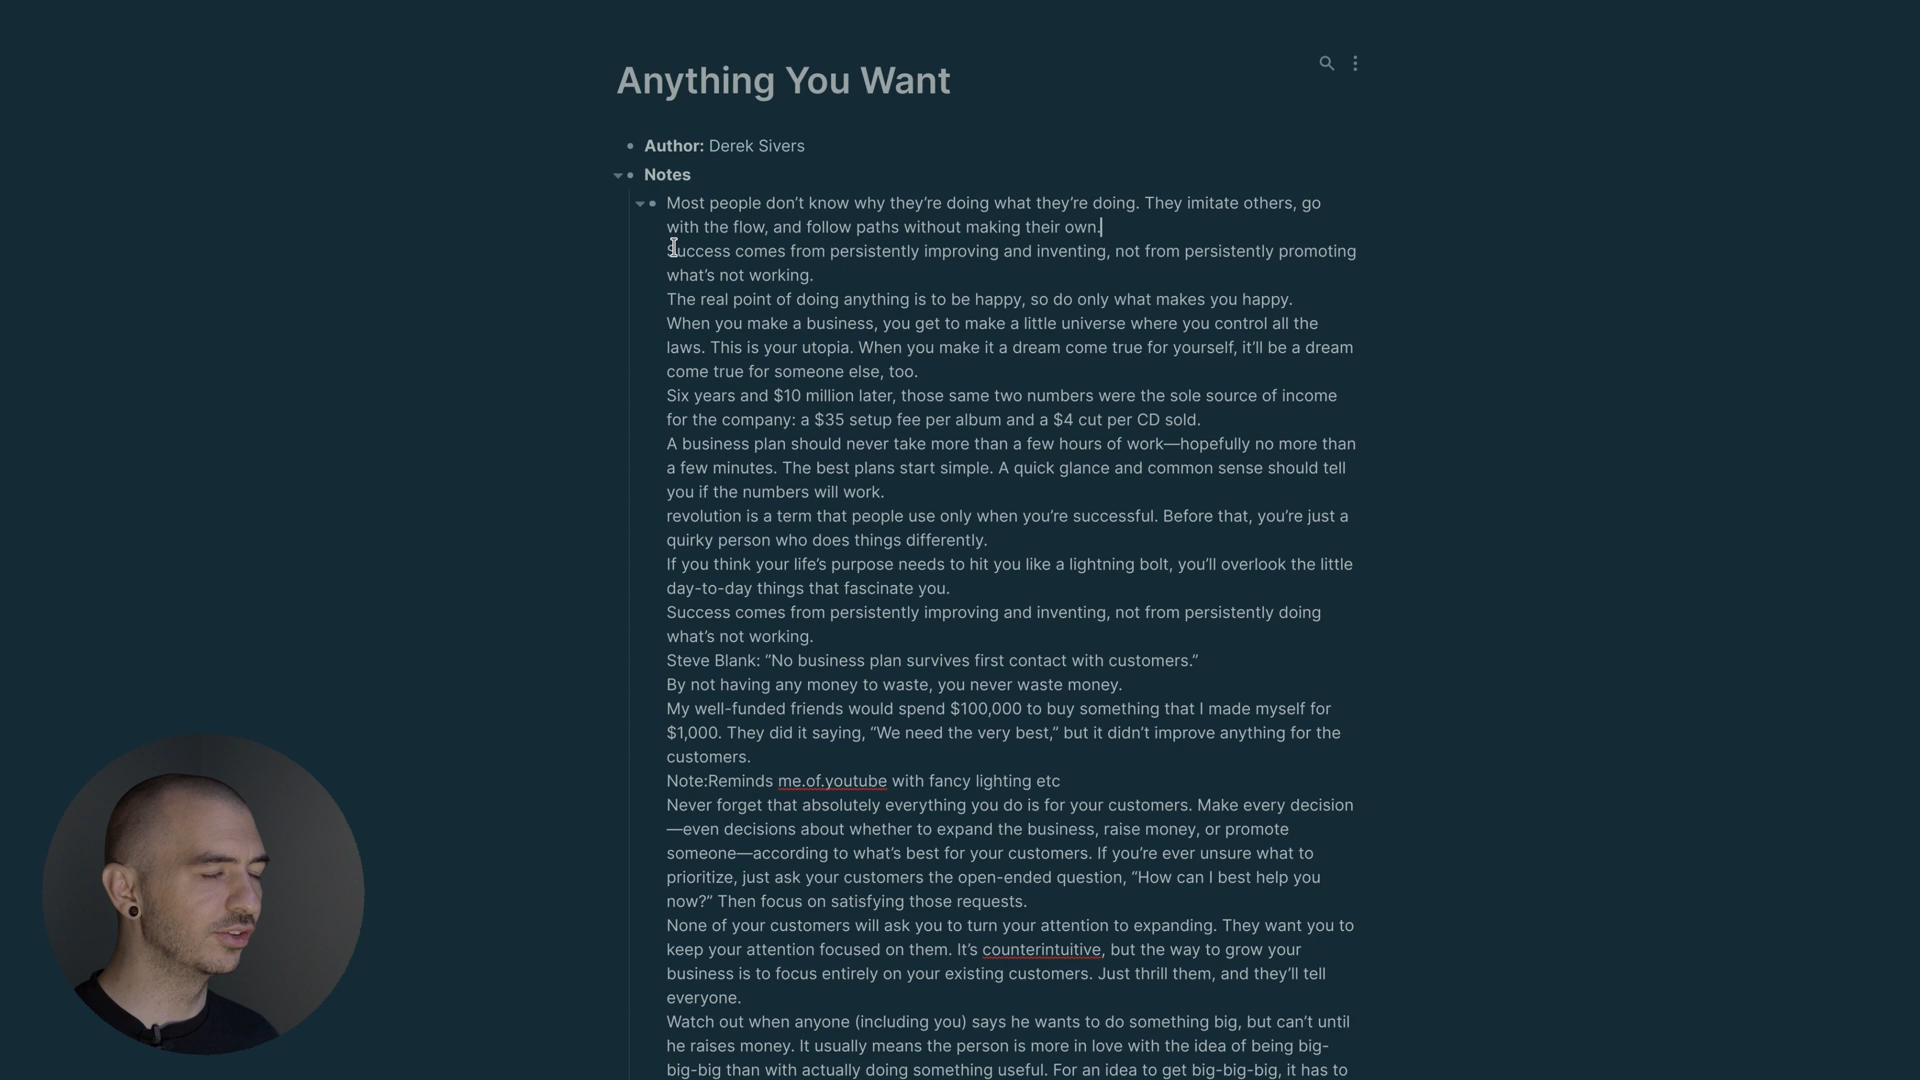 Anything You Want
Author: Derek Sivers
Notes
Most people don’t know why they’re doing what they’re doing. They imitate others, go
with the flow, and follow paths without making their own.
Success comes from persistently improving and inventing, not from persistently promoting
what’s not working.
The real point of doing anything is to be happy, so do only what makes you happy.
When you make a business, you get to make a little universe where you control all the
laws. This is your utopia. When you make it a dream come true for yourself, it’ll be a dream
come true for someone else, too.
Six years and $10 million later, those same two numbers were the sole source of income
for the company: a $35 setup fee per album and a $4 cut per CD sold.
A business plan should never take more than a few hours of work—hopefully no more than
a few minutes. The best plans start simple. A quick glance and common sense should tell
you if the numbers will work.
revolution is a term that people use only when you’re successful. Before that, you’re just a
quirky person who does things differently.
If you think your life’s purpose needs to hit you like a lightning bolt, you’ll overlook the little
day-to-day things that fascinate you.
Success comes from persistently improving and inventing, not from persistently doing
what’s not working.
Steve Blank: “No business plan survives first contact with customers.”
By not having any money to waste, you never waste money.
My well-funded friends would spend $100,000 to buy something that I made myself for
$1,000. They did it saying, “We need the very best,” but it didn’t improve anything for the
customers.
Note:Reminds me.of.youtube with fancy lighting etc
Never forget that absolutely everything you do is for your customers. Make every decision
—even decisions about whether to expand the business, raise money, or promote
someone—according to what’s best for your customers. If you’re ever unsure what to
prioritize, just ask your customers the open-ended question, “How can I best help you
now?” Then focus on satisfying those requests.
None of your customers will ask you to turn your attention to expanding. They want you to
keep your attention focused on them. It’s counterintuitive, but the way to grow your
business is to focus entirely on your existing customers. Just thrill them, and they’ll tell
everyone.
Watch out when anyone (including you) says he wants to do something big, but can’t until
he raises money. It usually means the person is more in love with the idea of being big-
big-big than with actually doing something useful. For an idea to get big-big-big, it has to